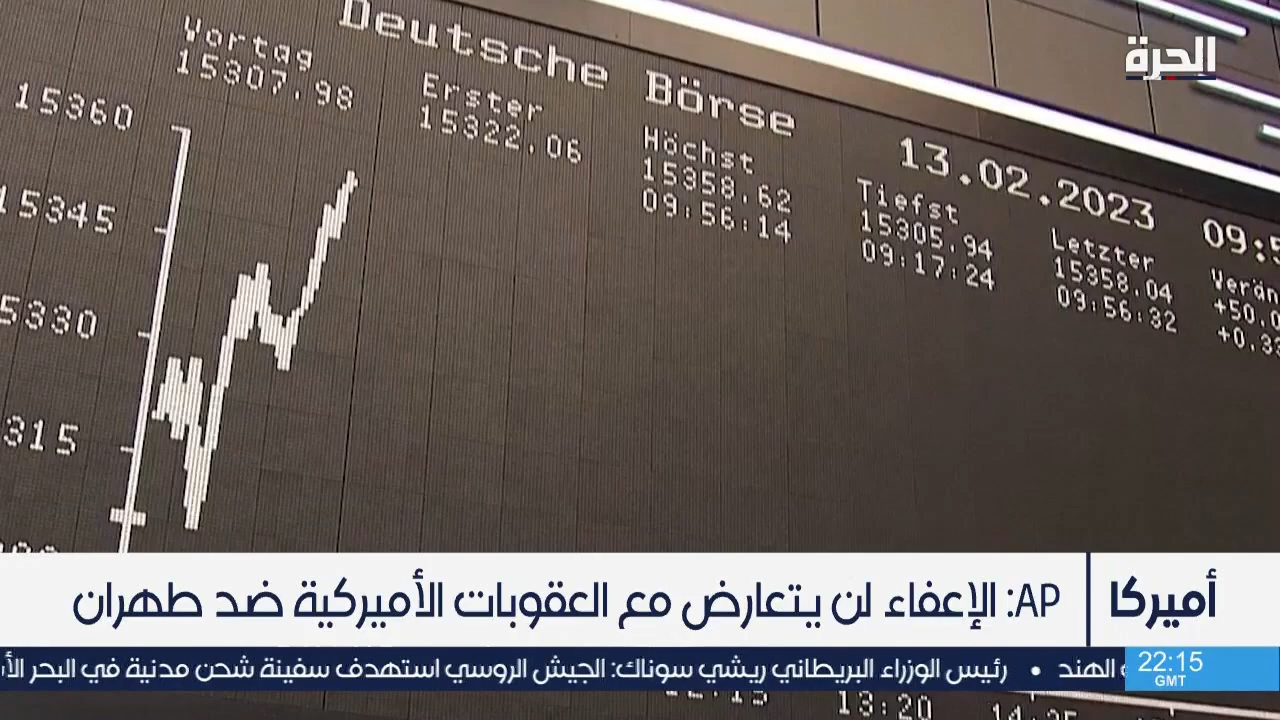 الحرة
Deutsche Börse
Vortag
15307.98
Erster
15322.06
Höchst
15358.62
09:56:14
13.02.2023
Tiefst
15305.94
09:17:24
Letzter
15358.04
09:56:32
15360
15345
5330
315
أميركا
AP: الإعفاء لن يتعارض مع العقوبات الأميركية ضد طهران
الهند • رئيس الوزراء البريطاني ريشي سوناك: الجيش الروسي استهدف سفينة شحن مدنية في البحر
22:15
GMT
13:20